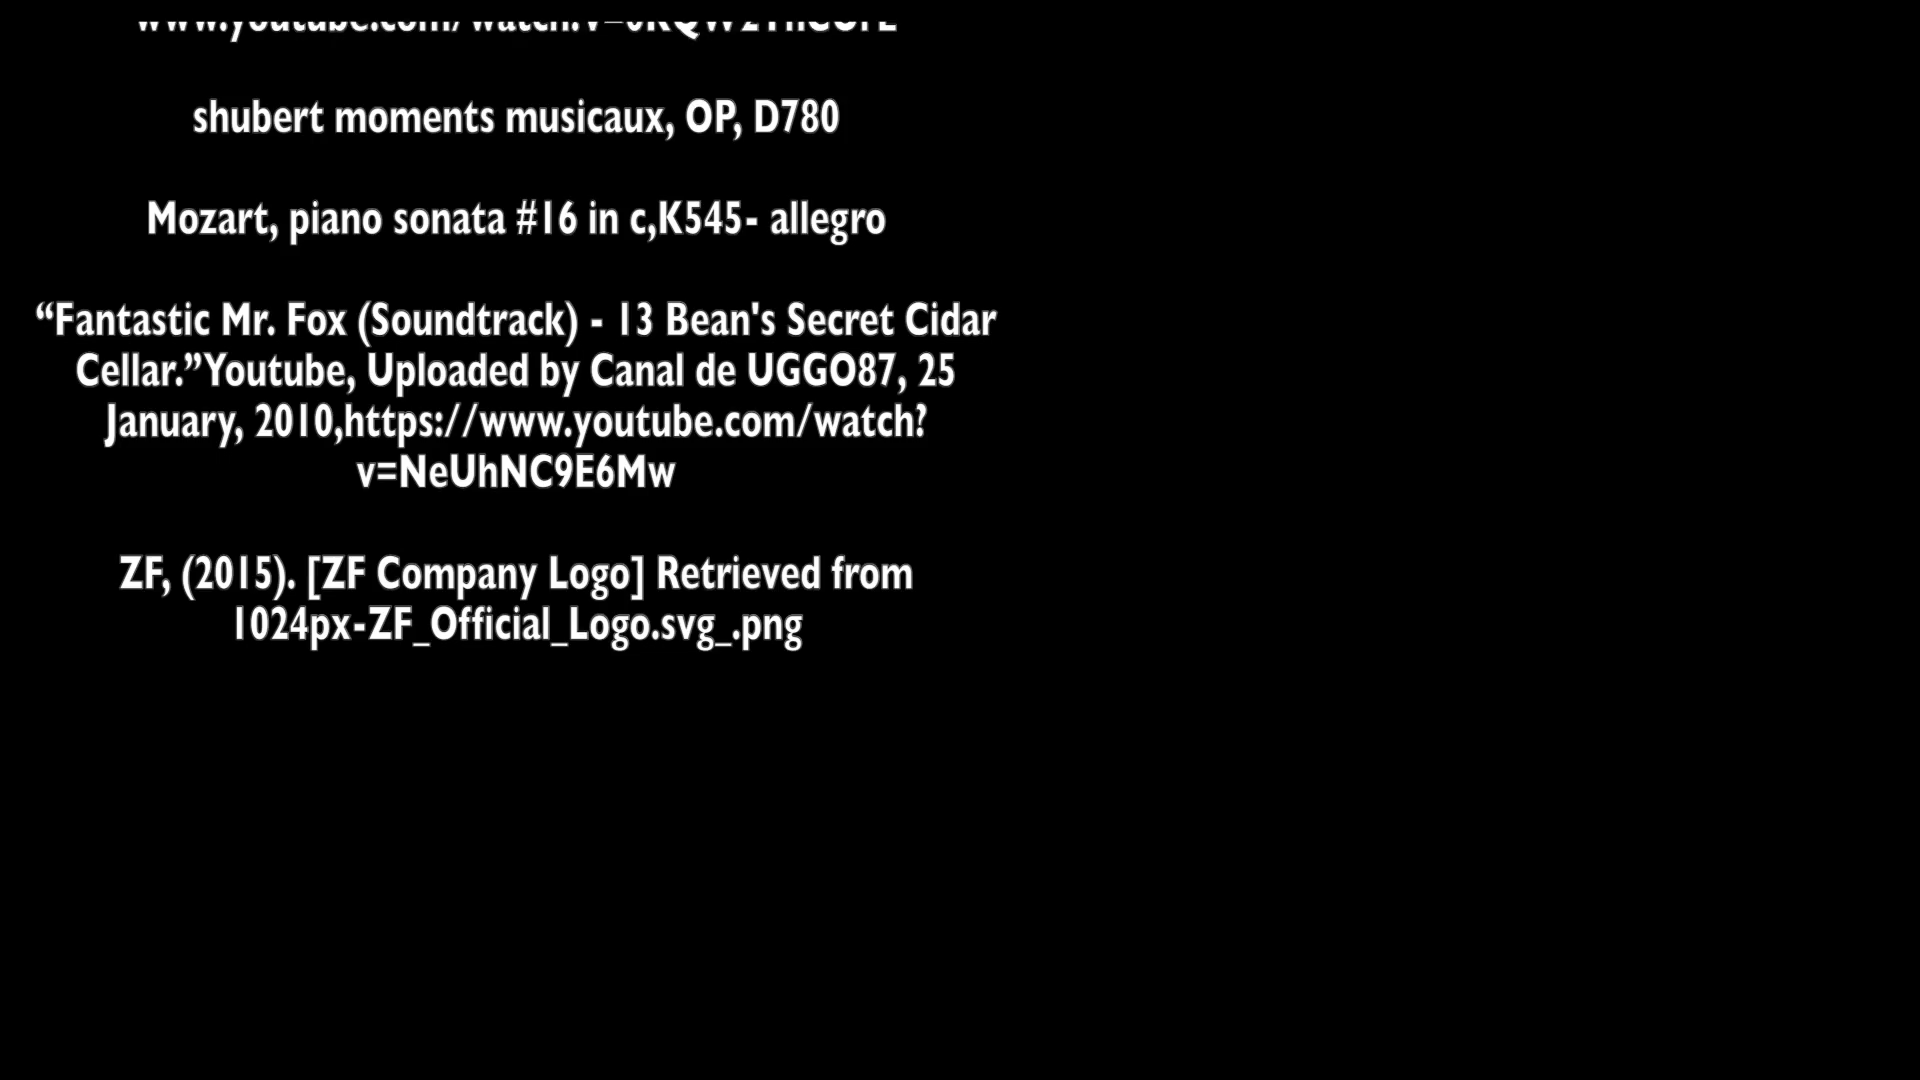 shubert moments musicaux, OP, D780
Mozart, piano sonata #16 in c,K545- allegro
“Fantastic Mr. Fox (Soundtrack) - 13 Bean's Secret Cidar
Cellar.”Youtube, Uploaded by Canal de UGGO87, 25
January, 2010,https://www.youtube.com/watch?
v=NeUhNC9E6Mw
ZF, (2015). [ZF Company Logo] Retrieved from
1024px-ZF_Official_Logo.svg_.png